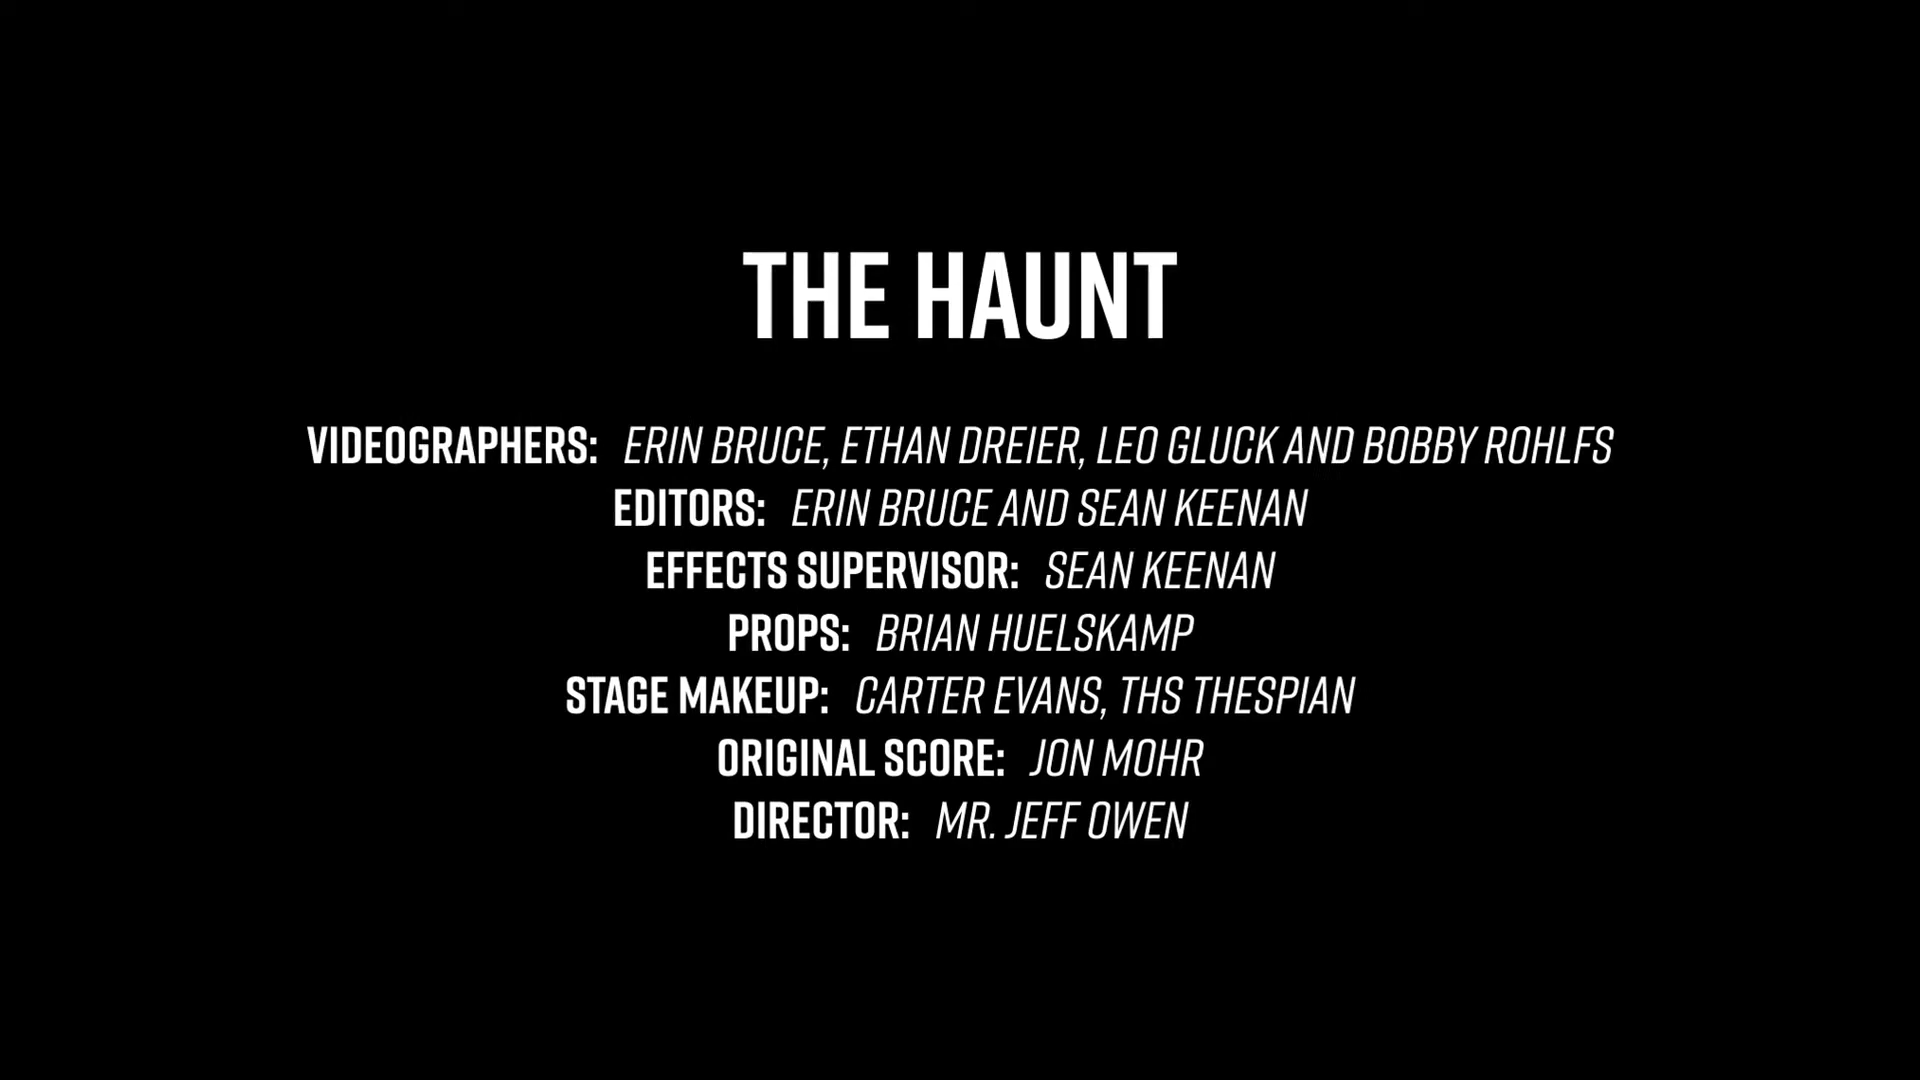 THE HAUNT
VIDEOGRAPHERS: ERIN BRUCE, ETHAN DREIER, LEO GLUCK AND BOBBY ROHLFS
EDITORS: ERIN BRUCE AND SEAN KEENAN
EFFECTS SUPERVISOR: SEAN KEENAN
PROPS: BRIAN HUELSKAMP
STAGE MAKEUP: CARTER EVANS, THS THESPIAN
ORIGINAL SCORE: JON MOHR
DIRECTOR: MR. JEFF OWEN